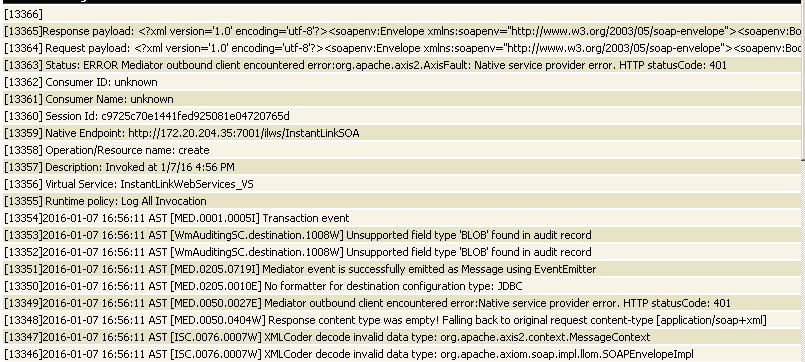 [13366]
[13365]Response payload: <?xml version='1.0' encoding='utf-8'?><soapenv:Envelope xmlns:soapenv="http://www.w3.org/2003/05/soap-envelope"><soapenv:Bo
[13364] Request payload: <?xml version='1.0' encoding='utf-8'?><soapenv:Envelope xmlns:soapenv="http://www.w3.org/2003/05/soap-envelope"><soapenv:Boc
[13363] Status: ERROR Mediator outbound client encountered error:org.apache.axis2.AxisFault: Native service provider error. HTTP statusCode: 401
[13362] Consumer ID: unknown
[13361] Consumer Name: unknown
[13360] Session Id: c9725c70e1441fed925081e04720765d
[13359] Native Endpoint: http://172.20.204.35:7001/ilws/InstantLinkSOA
[13358] Operation/Resource name: create
[13357] Description: Invoked at 1/7/16 4:56 PM
[13356] Virtual Service: InstantLinkWebServices_VS
[13355] Runtime policy: Log All Invocation
[13354]2016-01-07 16:56:11 AST [MED.0001.0005I] Transaction event
[13353]2016-01-07 16:56:11 AST [WmAuditingSC.destination.1008W] Unsupported field type 'BLOB' found in audit record
[13352]2016-01-07 16:56:11 AST [WmAuditingSC.destination.1008W] Unsupported field type 'BLOB' found in audit record
[13351]2016-01-07 16:56:11 AST [MED.0205.0719I] Mediator event is successfully emitted as Message using EventEmitter
[13350]2016-01-07 16:56:11 AST [MED.0205.0010E] No formatter for destination configuration type: JDBC
[13349]2016-01-07 16:56:11 AST [MED.0050.0027E] Mediator outbound client encountered error:Native service provider error. HTTP statusCode: 401
[13348]2016-01-07 16:56:11 AST [MED.0050.0404W] Response content type was empty! Falling back to original request content-type [application/soap+xml]
[13347]2016-01-07 16:56:11 AST [ISC.0076.0007W] XMLCoder decode invalid data type: org.apache.axis2.context.MessageContext
[13346]2016-01-07 16:56:11 AST [ISC.0076.0007W] XMLCoder decode invalid data type: org.apache.axiom.soap.impl.llom.SOAPEnvelopeImpl